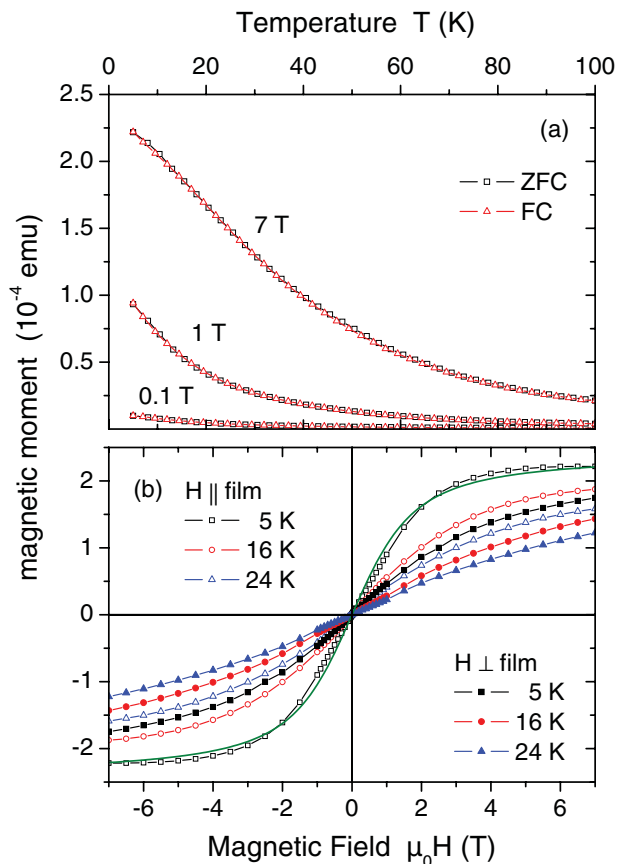 Temperature T (K)
0 20 40 60 80 100
2.5
2.0
1.5
1.0
0.5
(a)
ZFC
FC
7 T
1 T
0.1 T
magnetic moment (10⁻⁴ emu)
(b)
H || film
5 K
16 K
24 K
2
1
0
-1
-2
H ⊥ film
5 K
16 K
24 K
-6 -4 -2 0 2 4 6
Magnetic Field μ₀H (T)